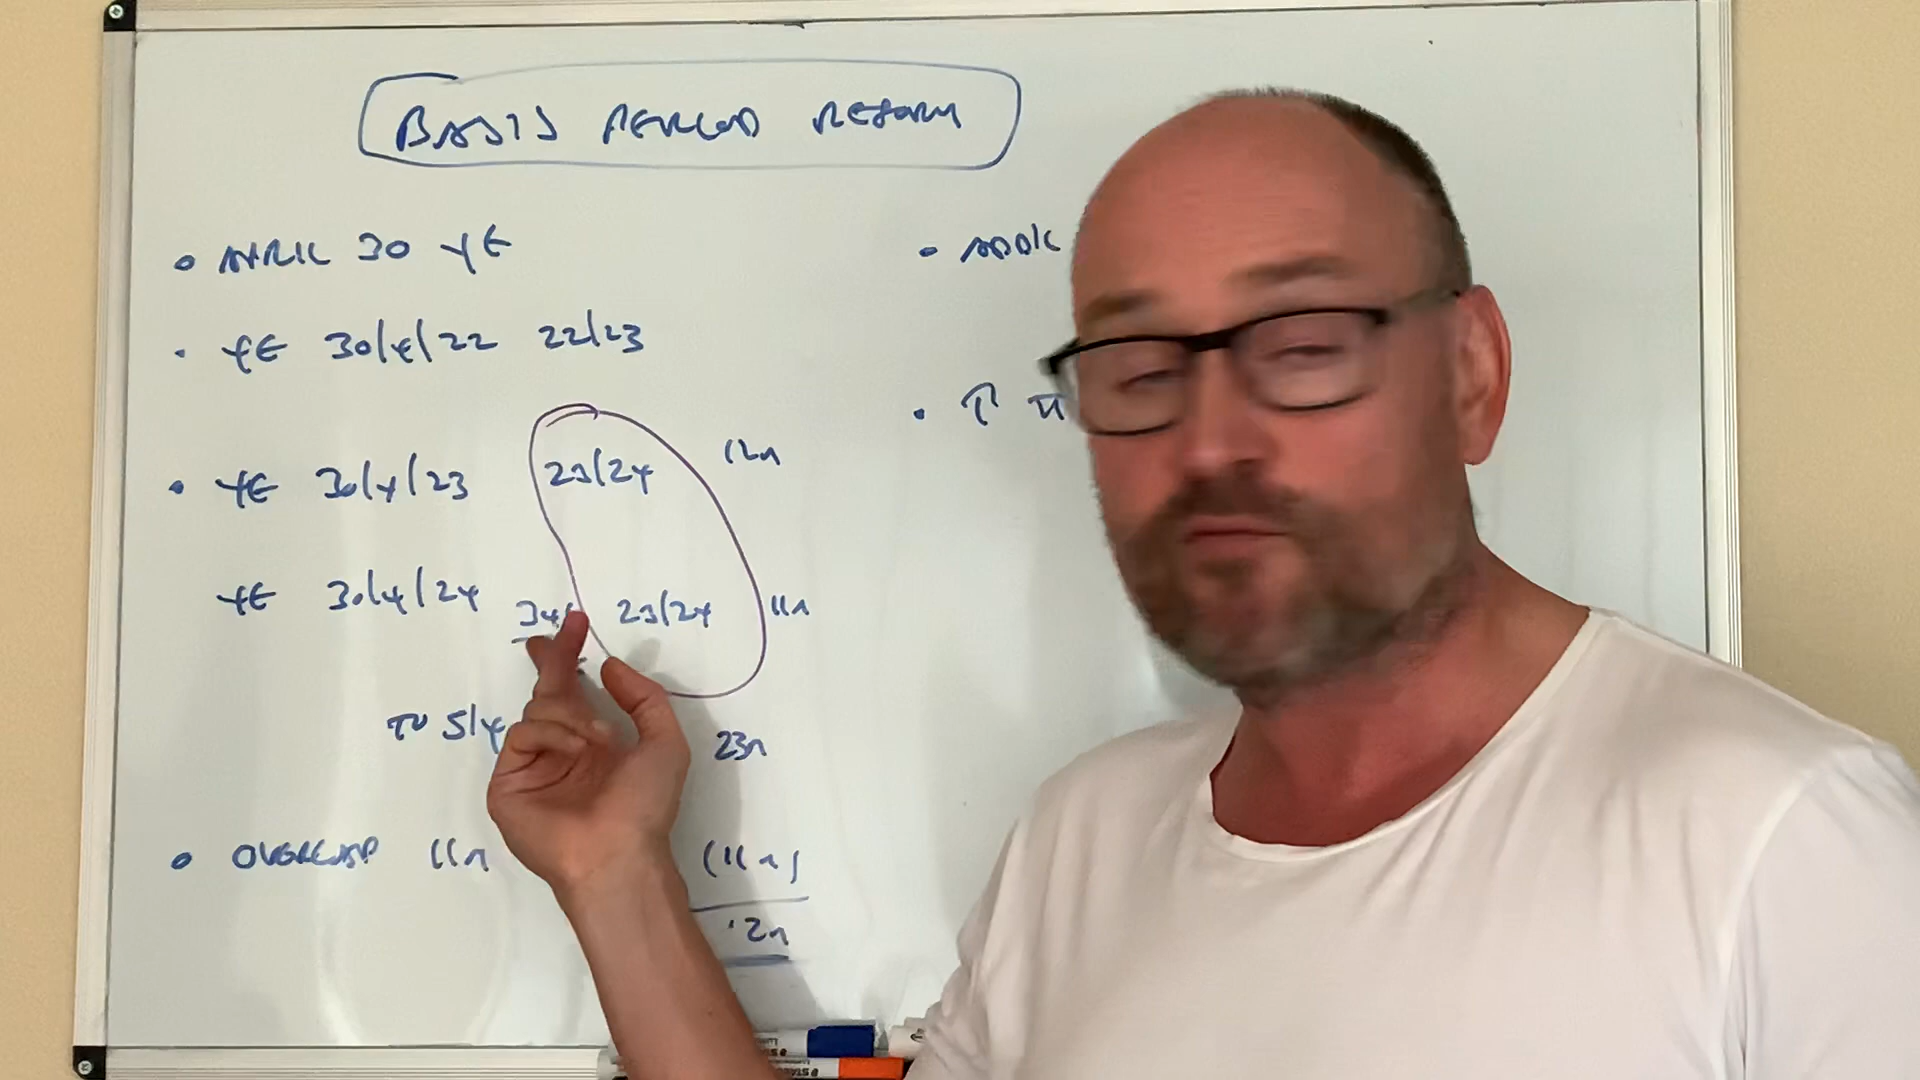 BASIS PERIOD REFORM
• APRIL 30 YE
• YE 30/4/22 22/23
• YE 30/4/23 23/24 12m
YE 30/4/24 23/24 11m
TO 5/4
23m
• OVERLAP 11m (11m)
12m